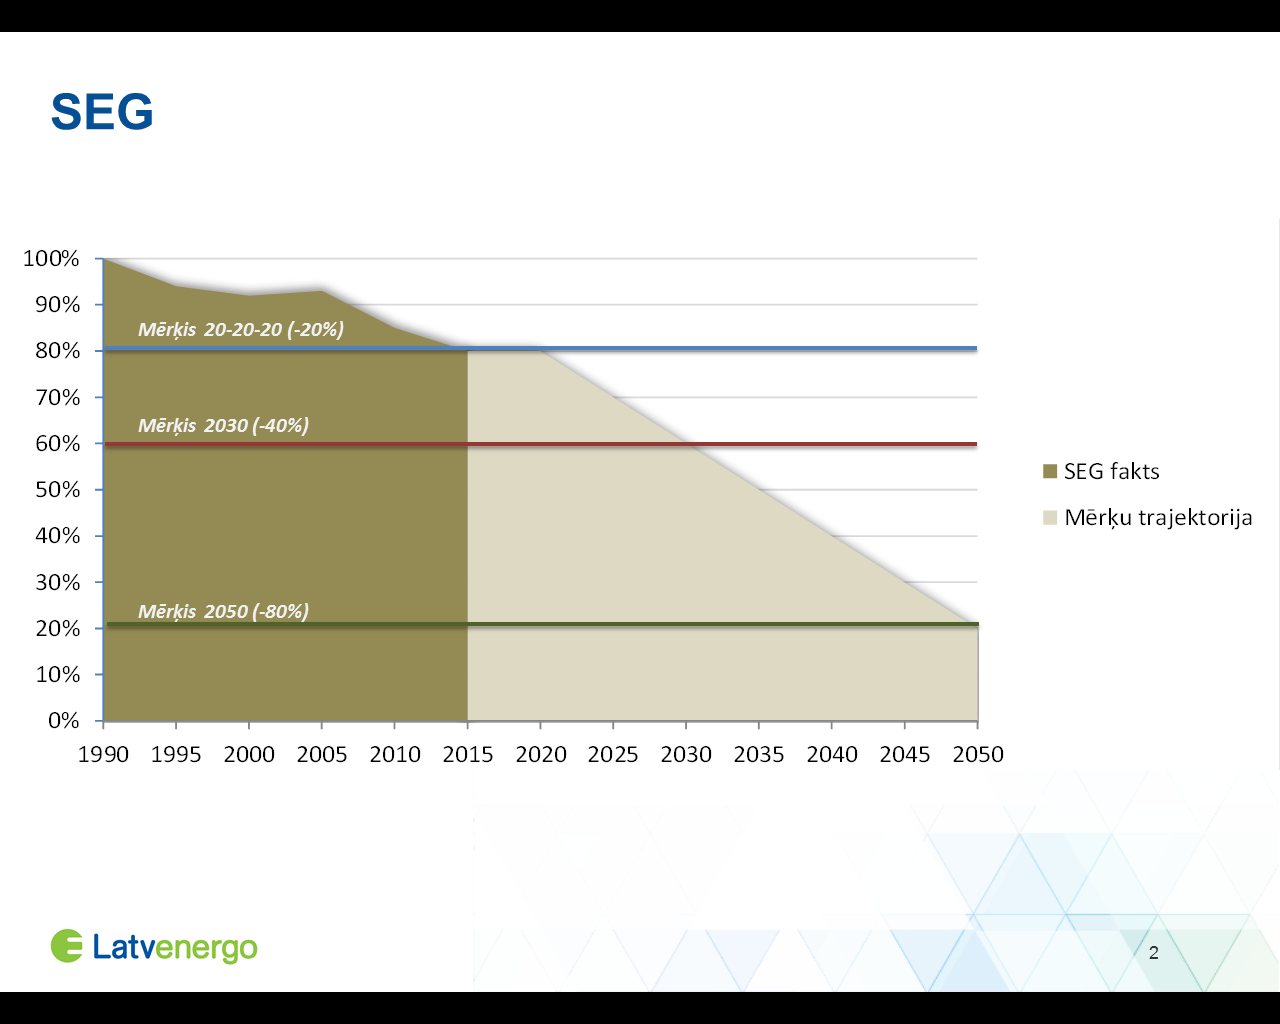 SEG
100%
90%
80%
70%
60%
50%
40%
30%
20%
10%
0%
Mērķis 20-20-20 (-20%)
Mērķis 2030 (-40%)
Mērķis 2050 (-80%)
1990 1995 2000 2005 2010 2015 2020 2025 2030 2035 2040 2045 2050
SEG fakts
Mērķu trajektorija
Latvenergo
2